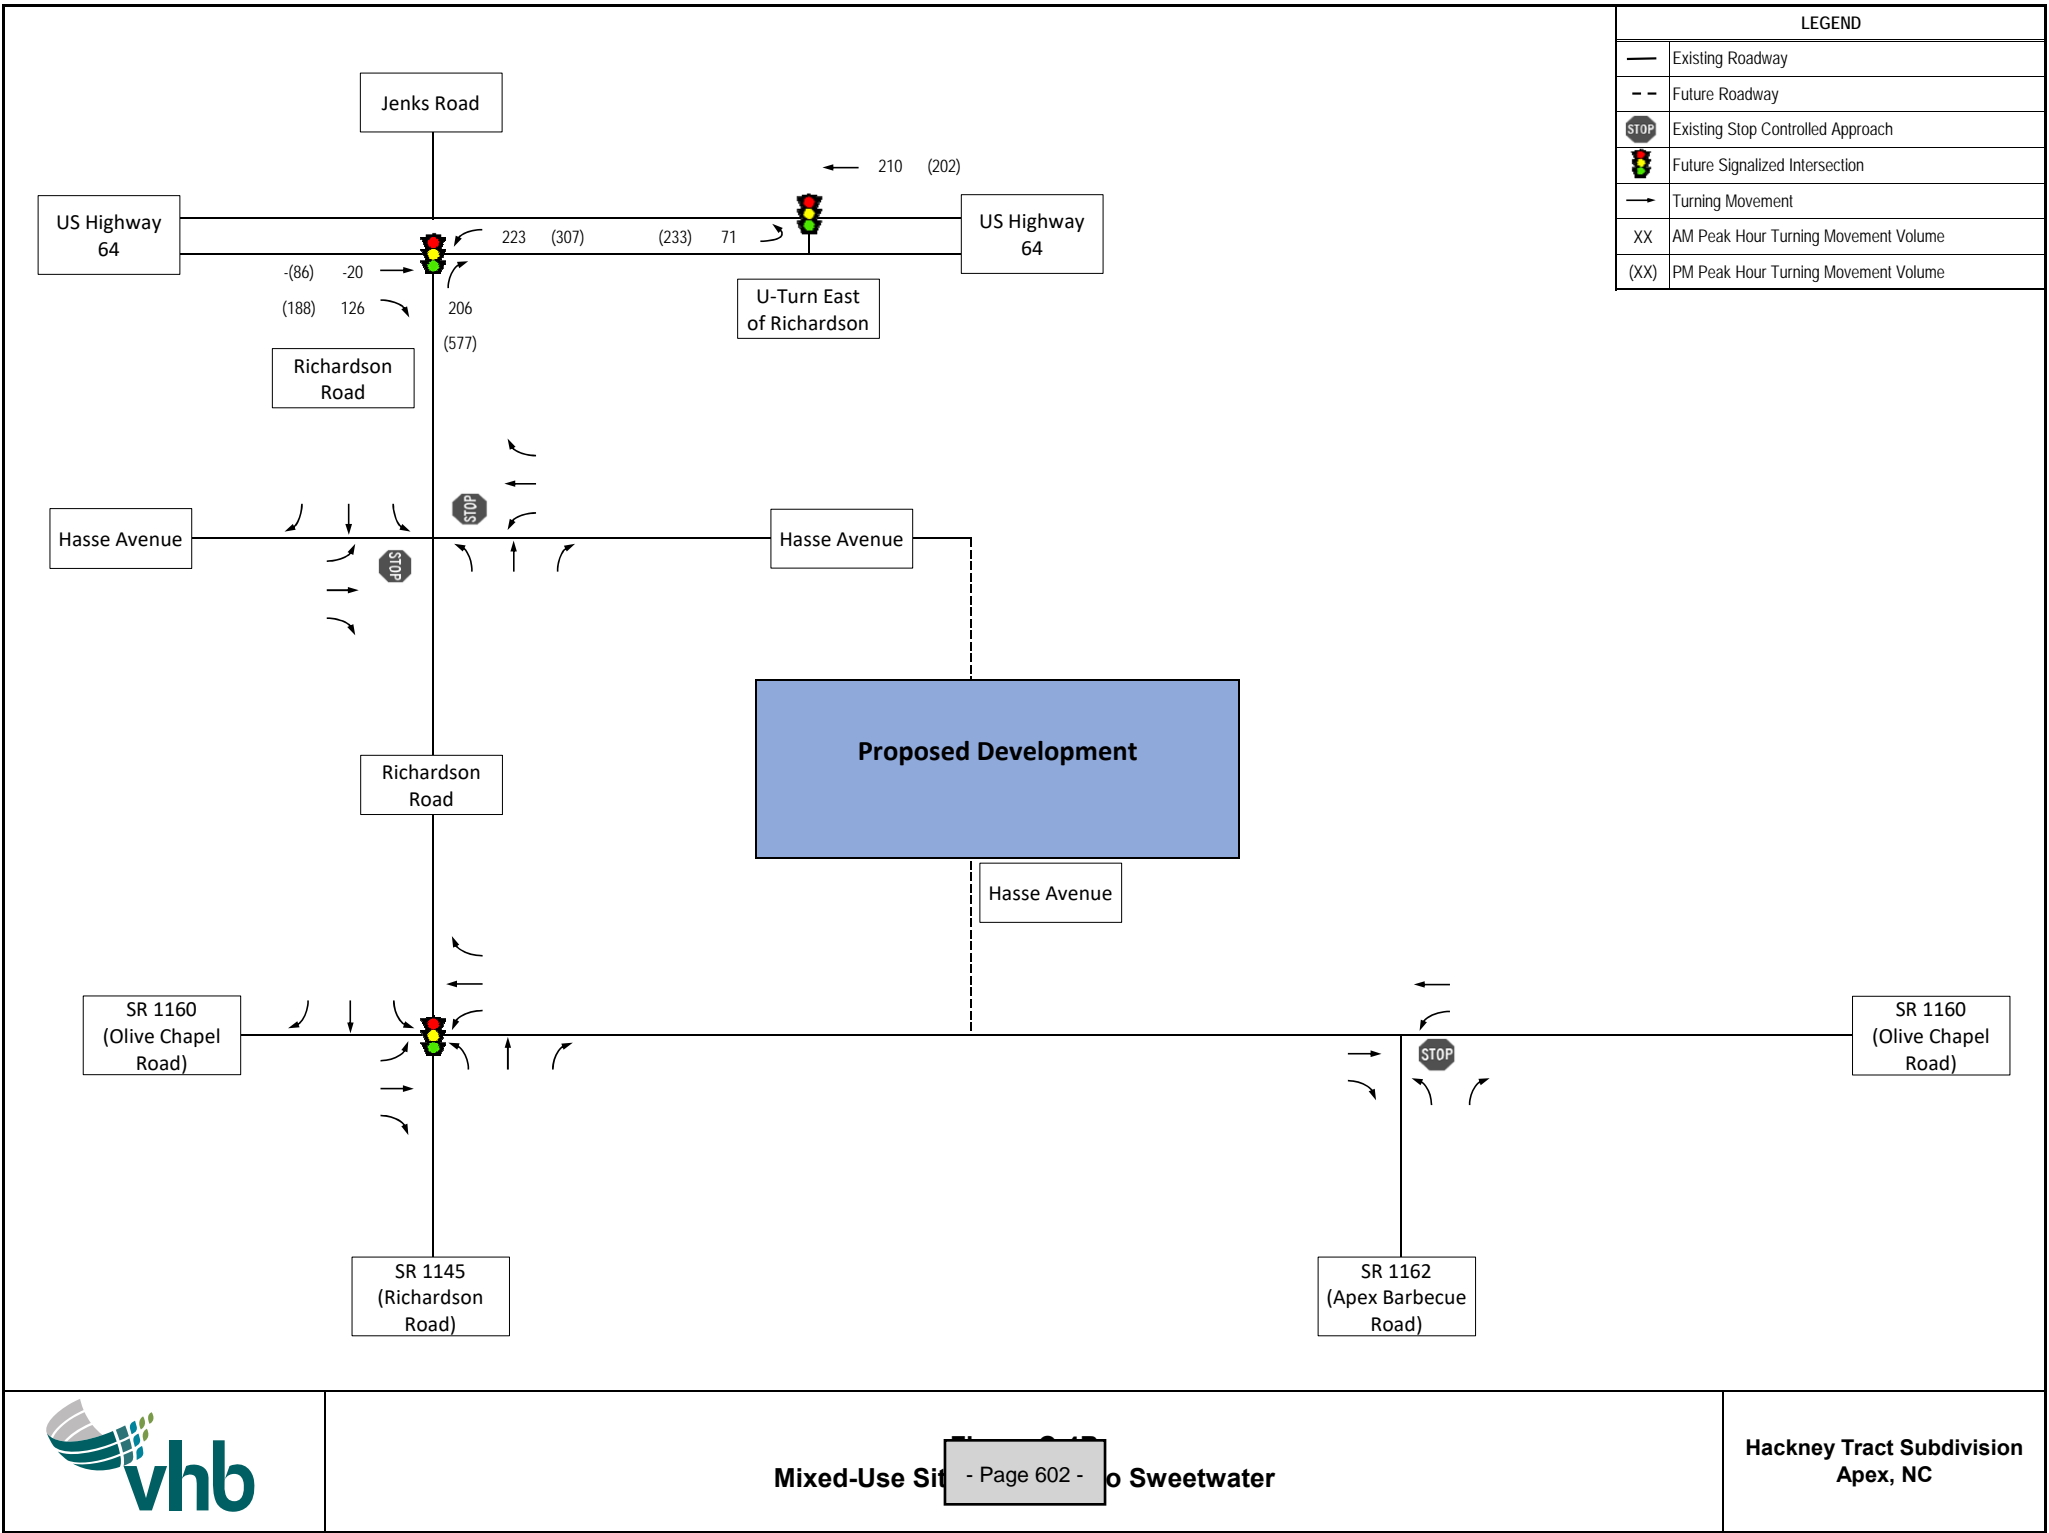 LEGEND
Existing Roadway
Future Roadway
STOP Existing Stop Controlled Approach
Future Signalized Intersection
Turning Movement
XX AM Peak Hour Turning Movement Volume
(XX) PM Peak Hour Turning Movement Volume
Jenks Road
210 (202)
US Highway
64
223 (307) (233) 71
US Highway
64
-(86) -20
(188) 126
206
(577)
U-Turn East
of Richardson
Richardson
Road
STOP
Hasse Avenue
Hasse Avenue
STOP
Proposed Development
Richardson
Road
Hasse Avenue
SR 1160
(Olive Chapel
Road)
SR 1160
(Olive Chapel
Road)
STOP
SR 1145
(Richardson
Road)
SR 1162
(Apex Barbecue
Road)
vhb
Mixed-Use
- Page 602 -
Sweetwater
Hackney Tract Subdivision
Apex, NC